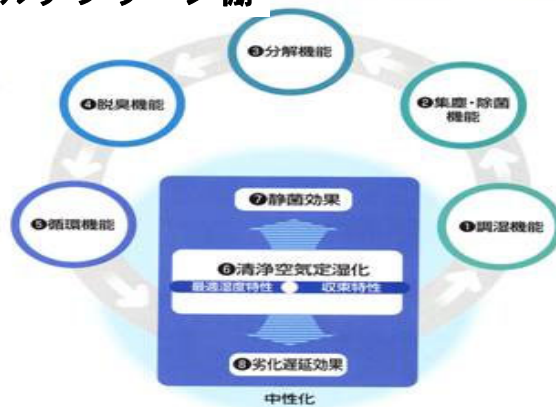 ❸分解機能
❹脱臭機能
❷集塵・除菌
機能
❺循環機能
❶調湿機能
❼静菌効果
❻清浄空気定湿化
最適湿度特性 収束特性
❽劣化遅延効果
中性化